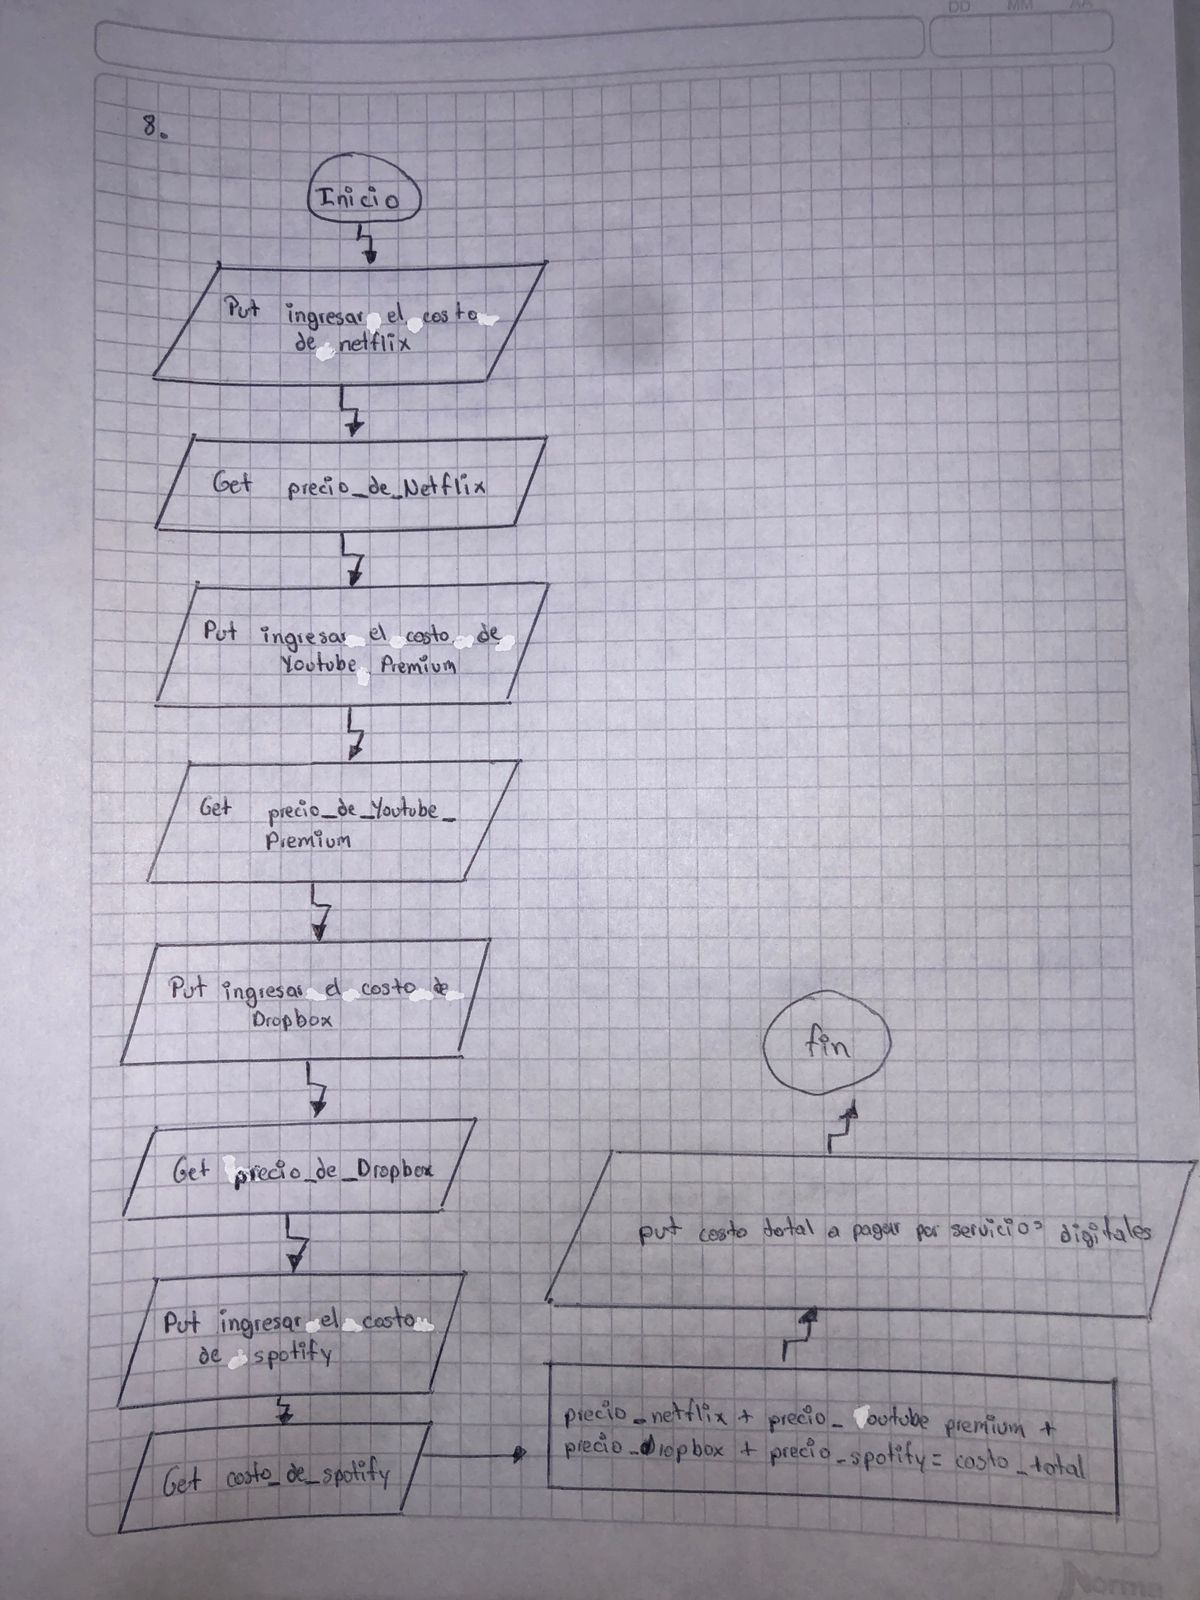 DD MM AA
8.
Inicio
Put ingresar el costo
de netflix
Get precio_de_Netflix
Put ingresar el costo de
Youtube Premium
Get precio_de_Youtube_
Premium
Put ingresar el costo de
Dropbox
Get precio_de_Dropbox
Put ingresar el costo
de spotify
Get costo_de_spotify
fin
put costo total a pagar por servicios digitales
precio_netflix + precio_Youtube premium +
precio_dropbox + precio_spotify = costo_total
Norma